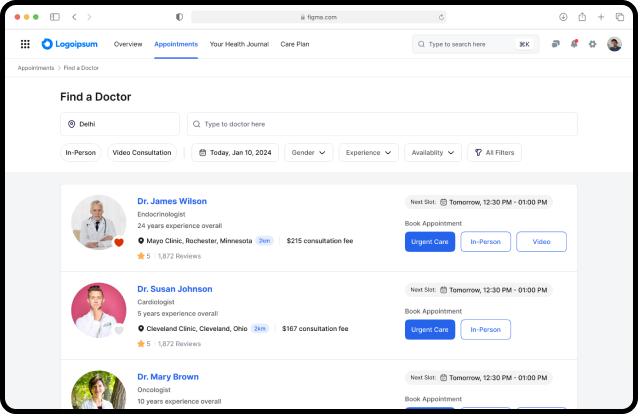 figma.com
Logoipsum
Overview
Appointments
Your Health Journal
Care Plan
Type to search here
⌘K
Appointments > Find a Doctor
Find a Doctor
Delhi
Type to doctor here
In-Person
Video Consultation
Today, Jan 10, 2024
Gender
Experience
Availablity
All Filters
Dr. James Wilson
Endocrinologist
24 years experience overall
Mayo Clinic, Rochester, Minnesota 2km $215 consultation fee
5 1,872 Reviews
Next Slot: Tomorrow, 12:30 PM - 01:00 PM
Book Appointment
Urgent Care
In-Person
Video
Dr. Susan Johnson
Cardiologist
5 years experience overall
Cleveland Clinic, Cleveland, Ohio 2km $167 consultation fee
5 1,872 Reviews
Next Slot: Tomorrow, 12:30 PM - 01:00 PM
Book Appointment
Urgent Care
In-Person
Dr. Mary Brown
Oncologist
10 years experience overall
Next Slot: Tomorrow, 12:30 PM - 01:00 PM
Book Appointment